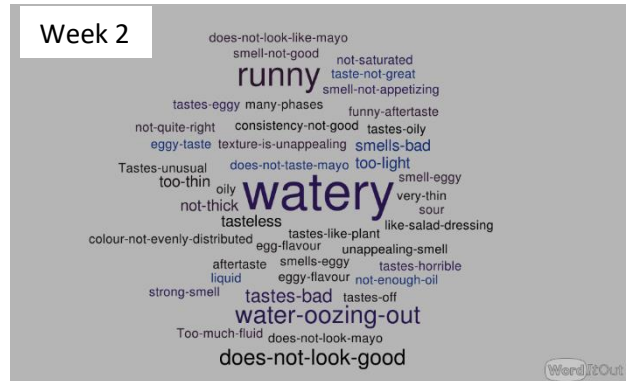 Week 2
does-not-look-like-mayo
smell-not-good
not-saturated
runny
taste-not-great
smell-not-appetizing
tastes-eggy many-phases
funny-aftertaste
not-quite-right
consistency-not-good
tastes-oily
eggy-taste
texture-is-unappealing
smells-bad
Tastes-unusual
does-not-taste-mayo
too-light
too-thin
oily
watery
smell-eggy
very-thin
not-thick
sour
tasteless
tastes-like-plant
like-salad-dressing
colour-not-evenly-distributed
egg-flavour
unappealing-smell
aftertaste
smells-eggy
tastes-horrible
liquid
eggy-flavour
not-enough-oil
strong-smell
tastes-bad
tastes-off
water-oozing-out
Too-much-fluid
does-not-look-mayo
does-not-look-good
WordItOut